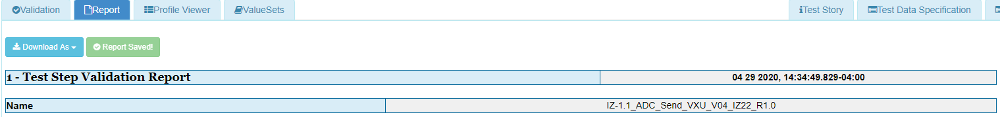 Validation Report Profile Viewer ValueSets Test Story Test Data Specification
Download As Report Saved!
1 - Test Step Validation Report 04 29 2020, 14:34:49.829-04:00
Name IZ-1.1_ADC_Send_VXU_V04_IZ22_R1.0